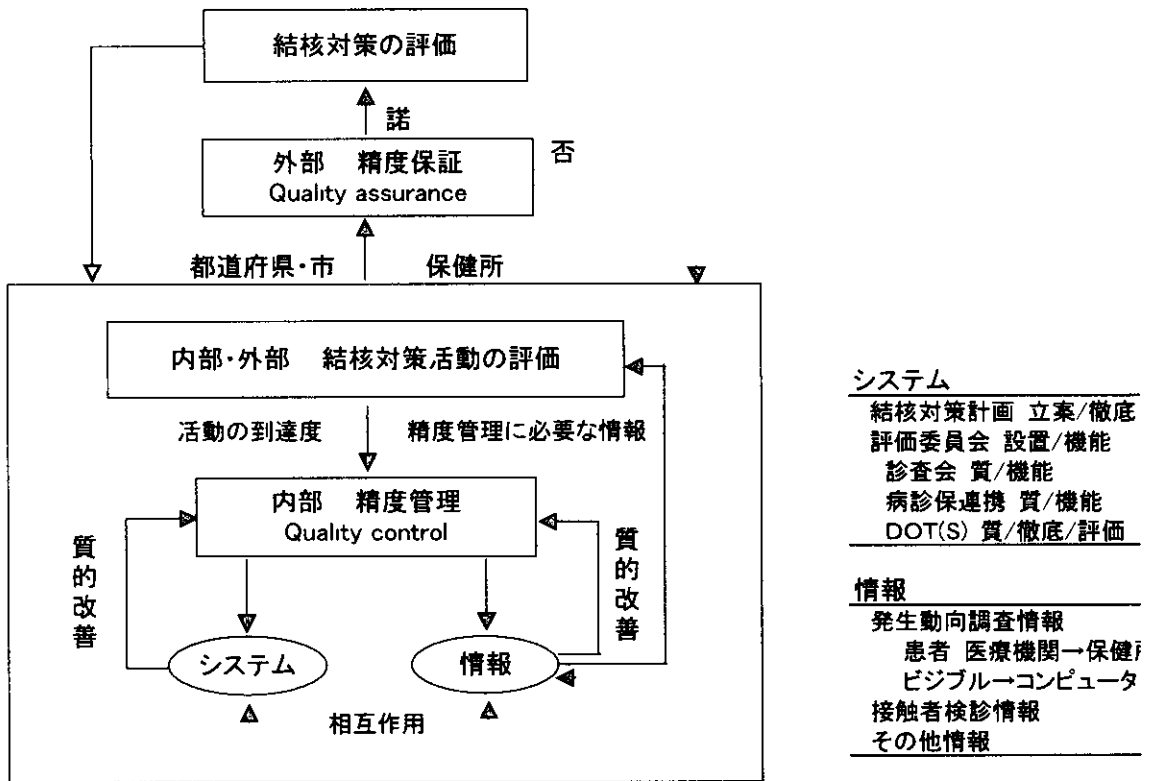 結核対策の評価
諾
否
外部 精度保証
Quality assurance
都道府県・市 保健所
内部・外部 結核対策活動の評価
活動の到達度 精度管理に必要な情報
内部 精度管理
Quality control
質的改善
質的改善
システム
情報
相互作用
システム
結核対策計画 立案/徹底
評価委員会 設置/機能
診査会 質/機能
病診保連携 質/機能
DOT(S) 質/徹底/評価
情報
発生動向調査情報
患者 医療機関→保健
ビジブル→コンピュータ
接触者検診情報
その他情報